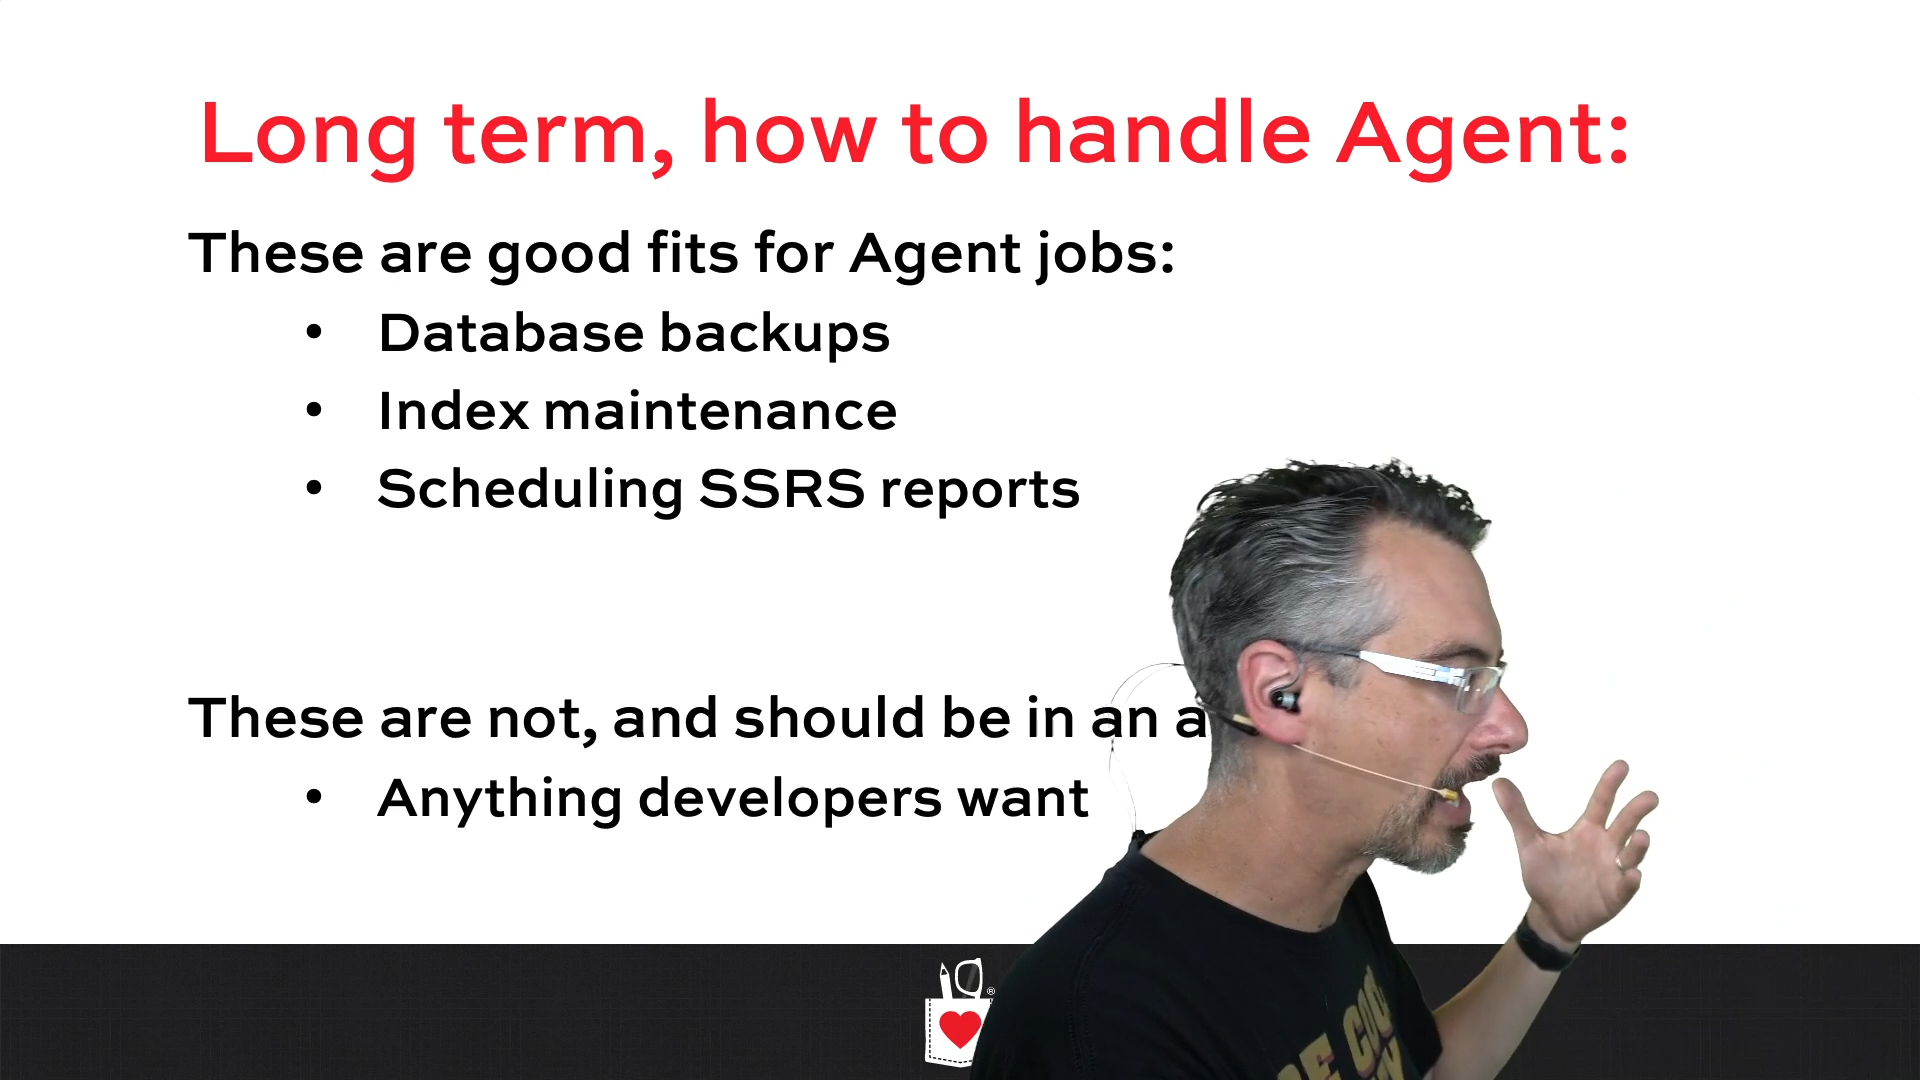 Long term, how to handle Agent:
These are good fits for Agent jobs:
• Database backups
• Index maintenance
• Scheduling SSRS reports
These are not, and should be in an a
• Anything developers want
®